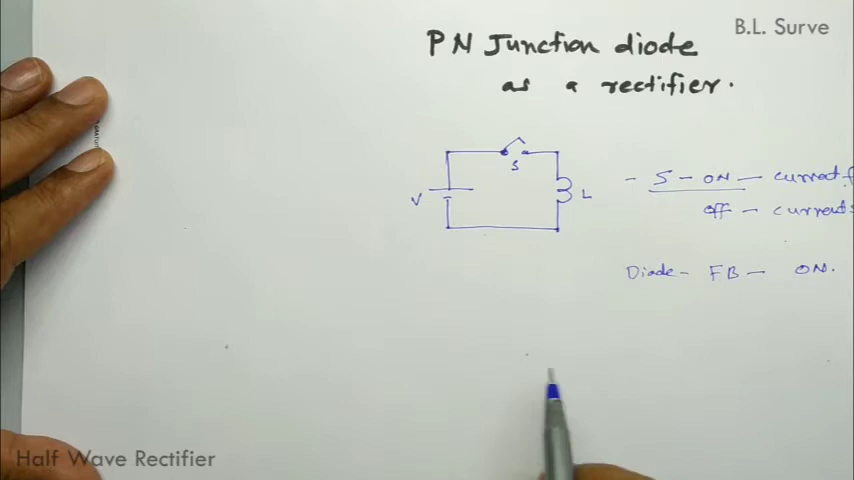 B.L. Surve
PN Junction diode
as a rectifier.
S
V
L
- S - ON - current
off - current
Diode - FB - ON.
Half Wave Rectifier